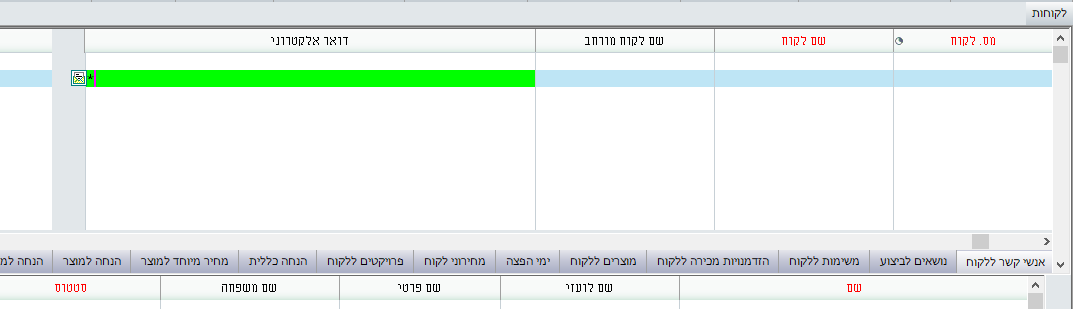 לקוחות
מס. לקוח שם לקוח שם לקוח מורחב דואר אלקטרוני
*
אנשי קשר ללקוח נושאים לביצוע משימות ללקוח הזדמנויות מכירה ללקוח מוצרים ללקוח ימי הפצה מחירוני לקוח פרויקטים ללקוח הנחה כללית מחיר מיוחד למוצר הנחה למוצר הנחה למ
שם שם לועזי שם פרטי שם משפחה סטטוס